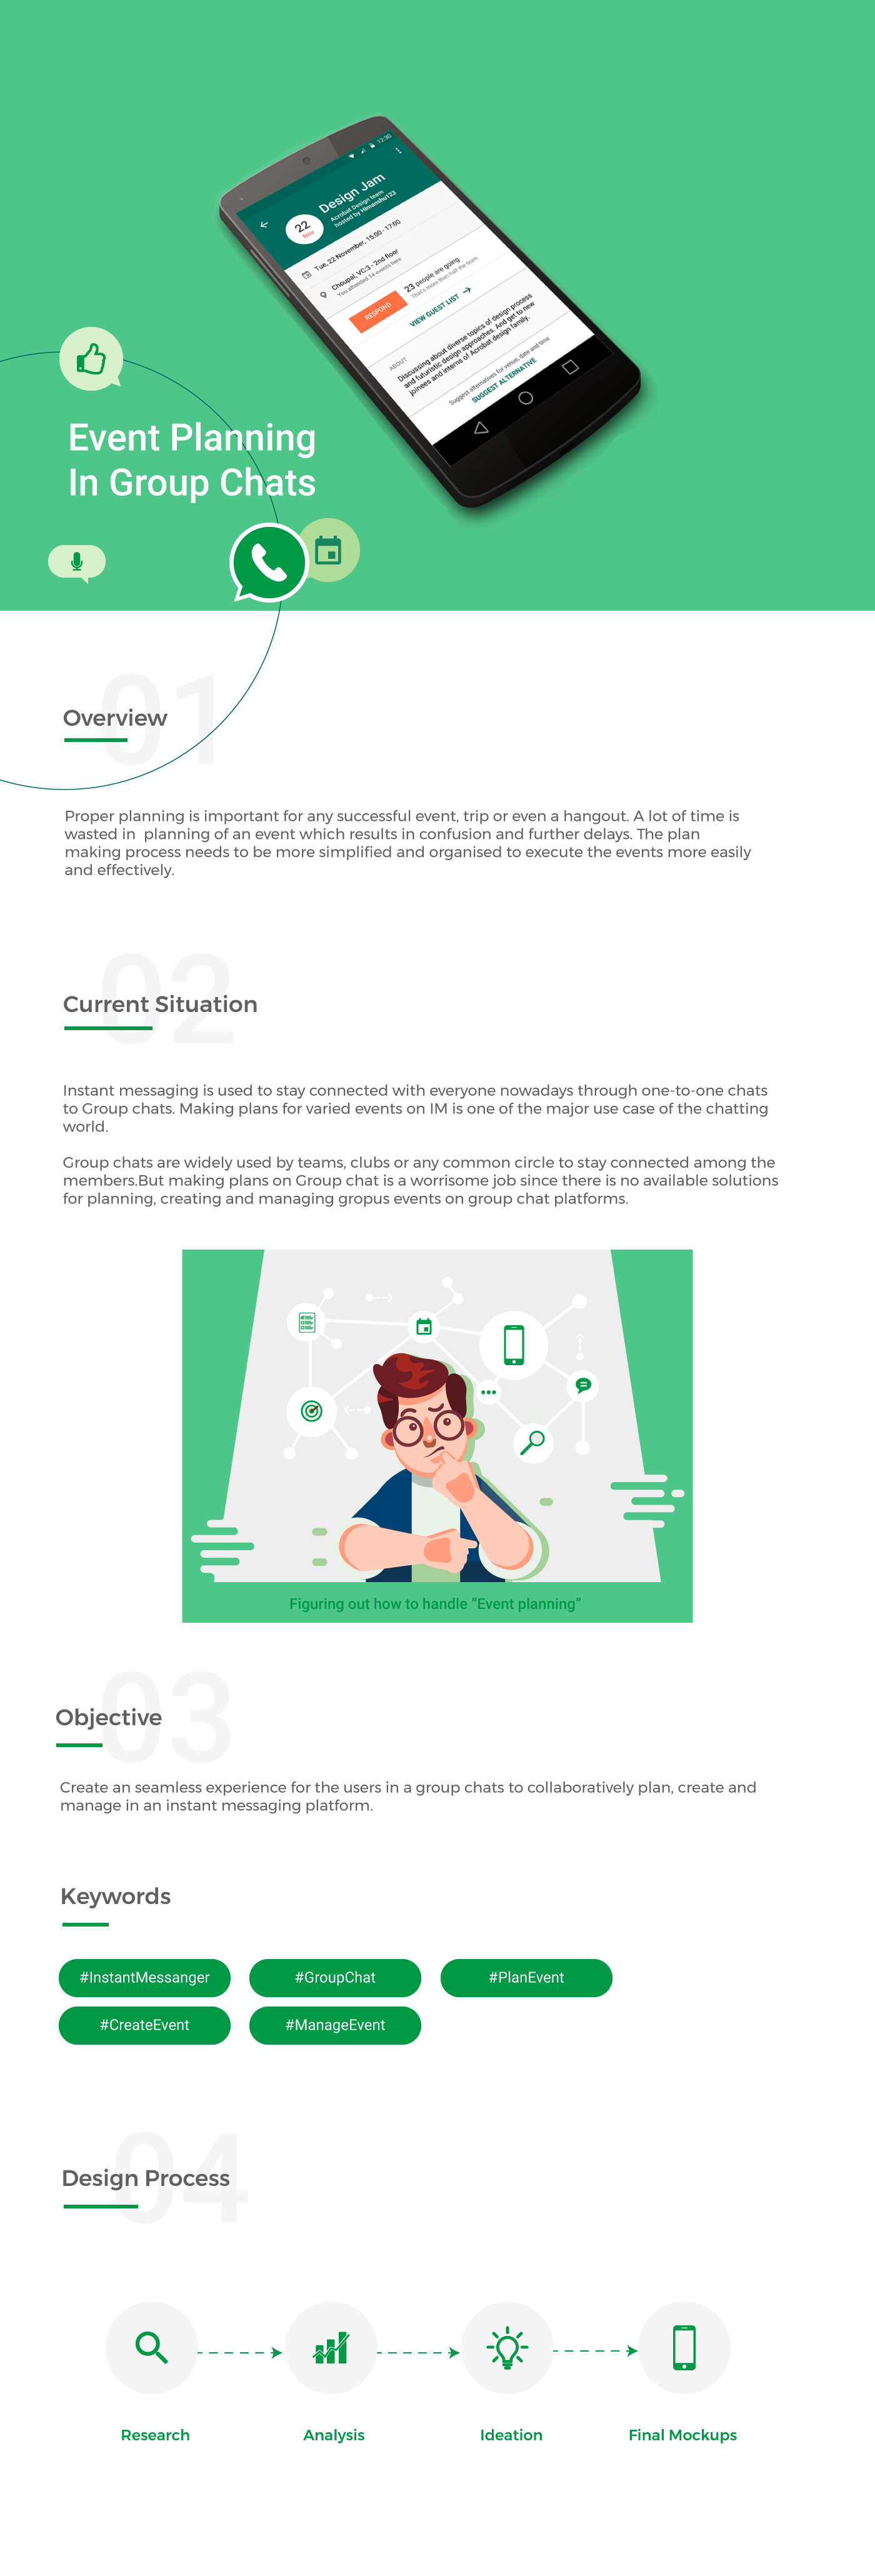 12:30
Design Jam
Acrobat Design team
hosted by Himanshu123
22
Nov
Tue, 22 November, 15:00 - 17:00
Choupal, VC:3 - 2nd floor
You attended 14 events here
RESPOND
23 people are going
That's more then half the team
VIEW GUEST LIST
ABOUT
Discussing about diverse topics of design process
and futuristic design approaches. And get to new
joinees and interns of Acrobat design family.
Suggest alternatives for venue, date and time
SUGGEST ALTERNATIVE
Event Planning
In Group Chats
01
Overview
Proper planning is important for any successful event, trip or even a hangout. A lot of time is
wasted in planning of an event which results in confusion and further delays. The plan
making process needs to be more simplified and organised to execute the events more easily
and effectively.
02
Current Situation
Instant messaging is used to stay connected with everyone nowadays through one-to-one chats
to Group chats. Making plans for varied events on IM is one of the major use case of the chatting
world.
Group chats are widely used by teams, clubs or any common circle to stay connected among the
members.But making plans on Group chat is a worrisome job since there is no available solutions
for planning, creating and managing gropus events on group chat platforms.
Figuring out how to handle "Event planning"
03
Objective
Create an seamless experience for the users in a group chats to collaboratively plan, create and
manage in an instant messaging platform.
Keywords
#InstantMessanger #GroupChat #PlanEvent
#CreateEvent #ManageEvent
04
Design Process
Research Analysis Ideation Final Mockups